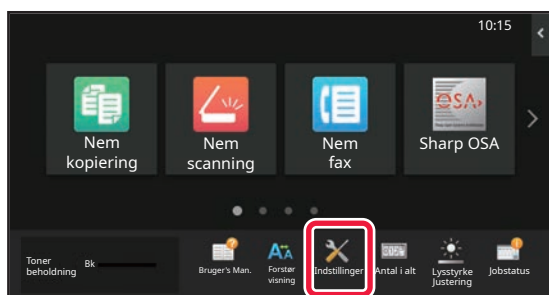 10:15
Nem
kopiering
Nem
scanning
Nem
fax
OSA
Sharp OSA
Toner
beholdning
Bk
Bruger's Man.
Forstør
visning
Indstillinger
Antal i alt
Lysstyrke
Justering
Jobstatus